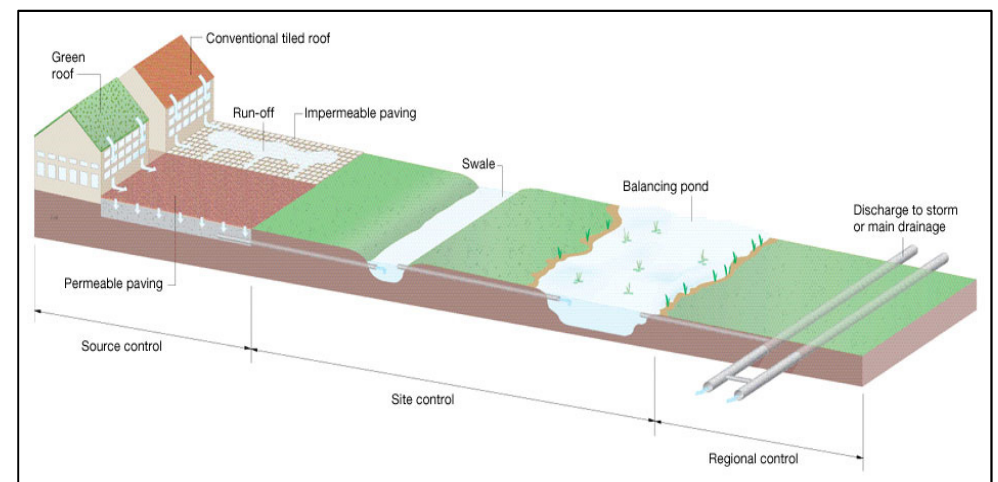 Conventional tiled roof
Green
roof
Run-off
Impermeable paving
Swale
Balancing pond
Discharge to storm
or main drainage
Permeable paving
Source control
Site control
Regional control